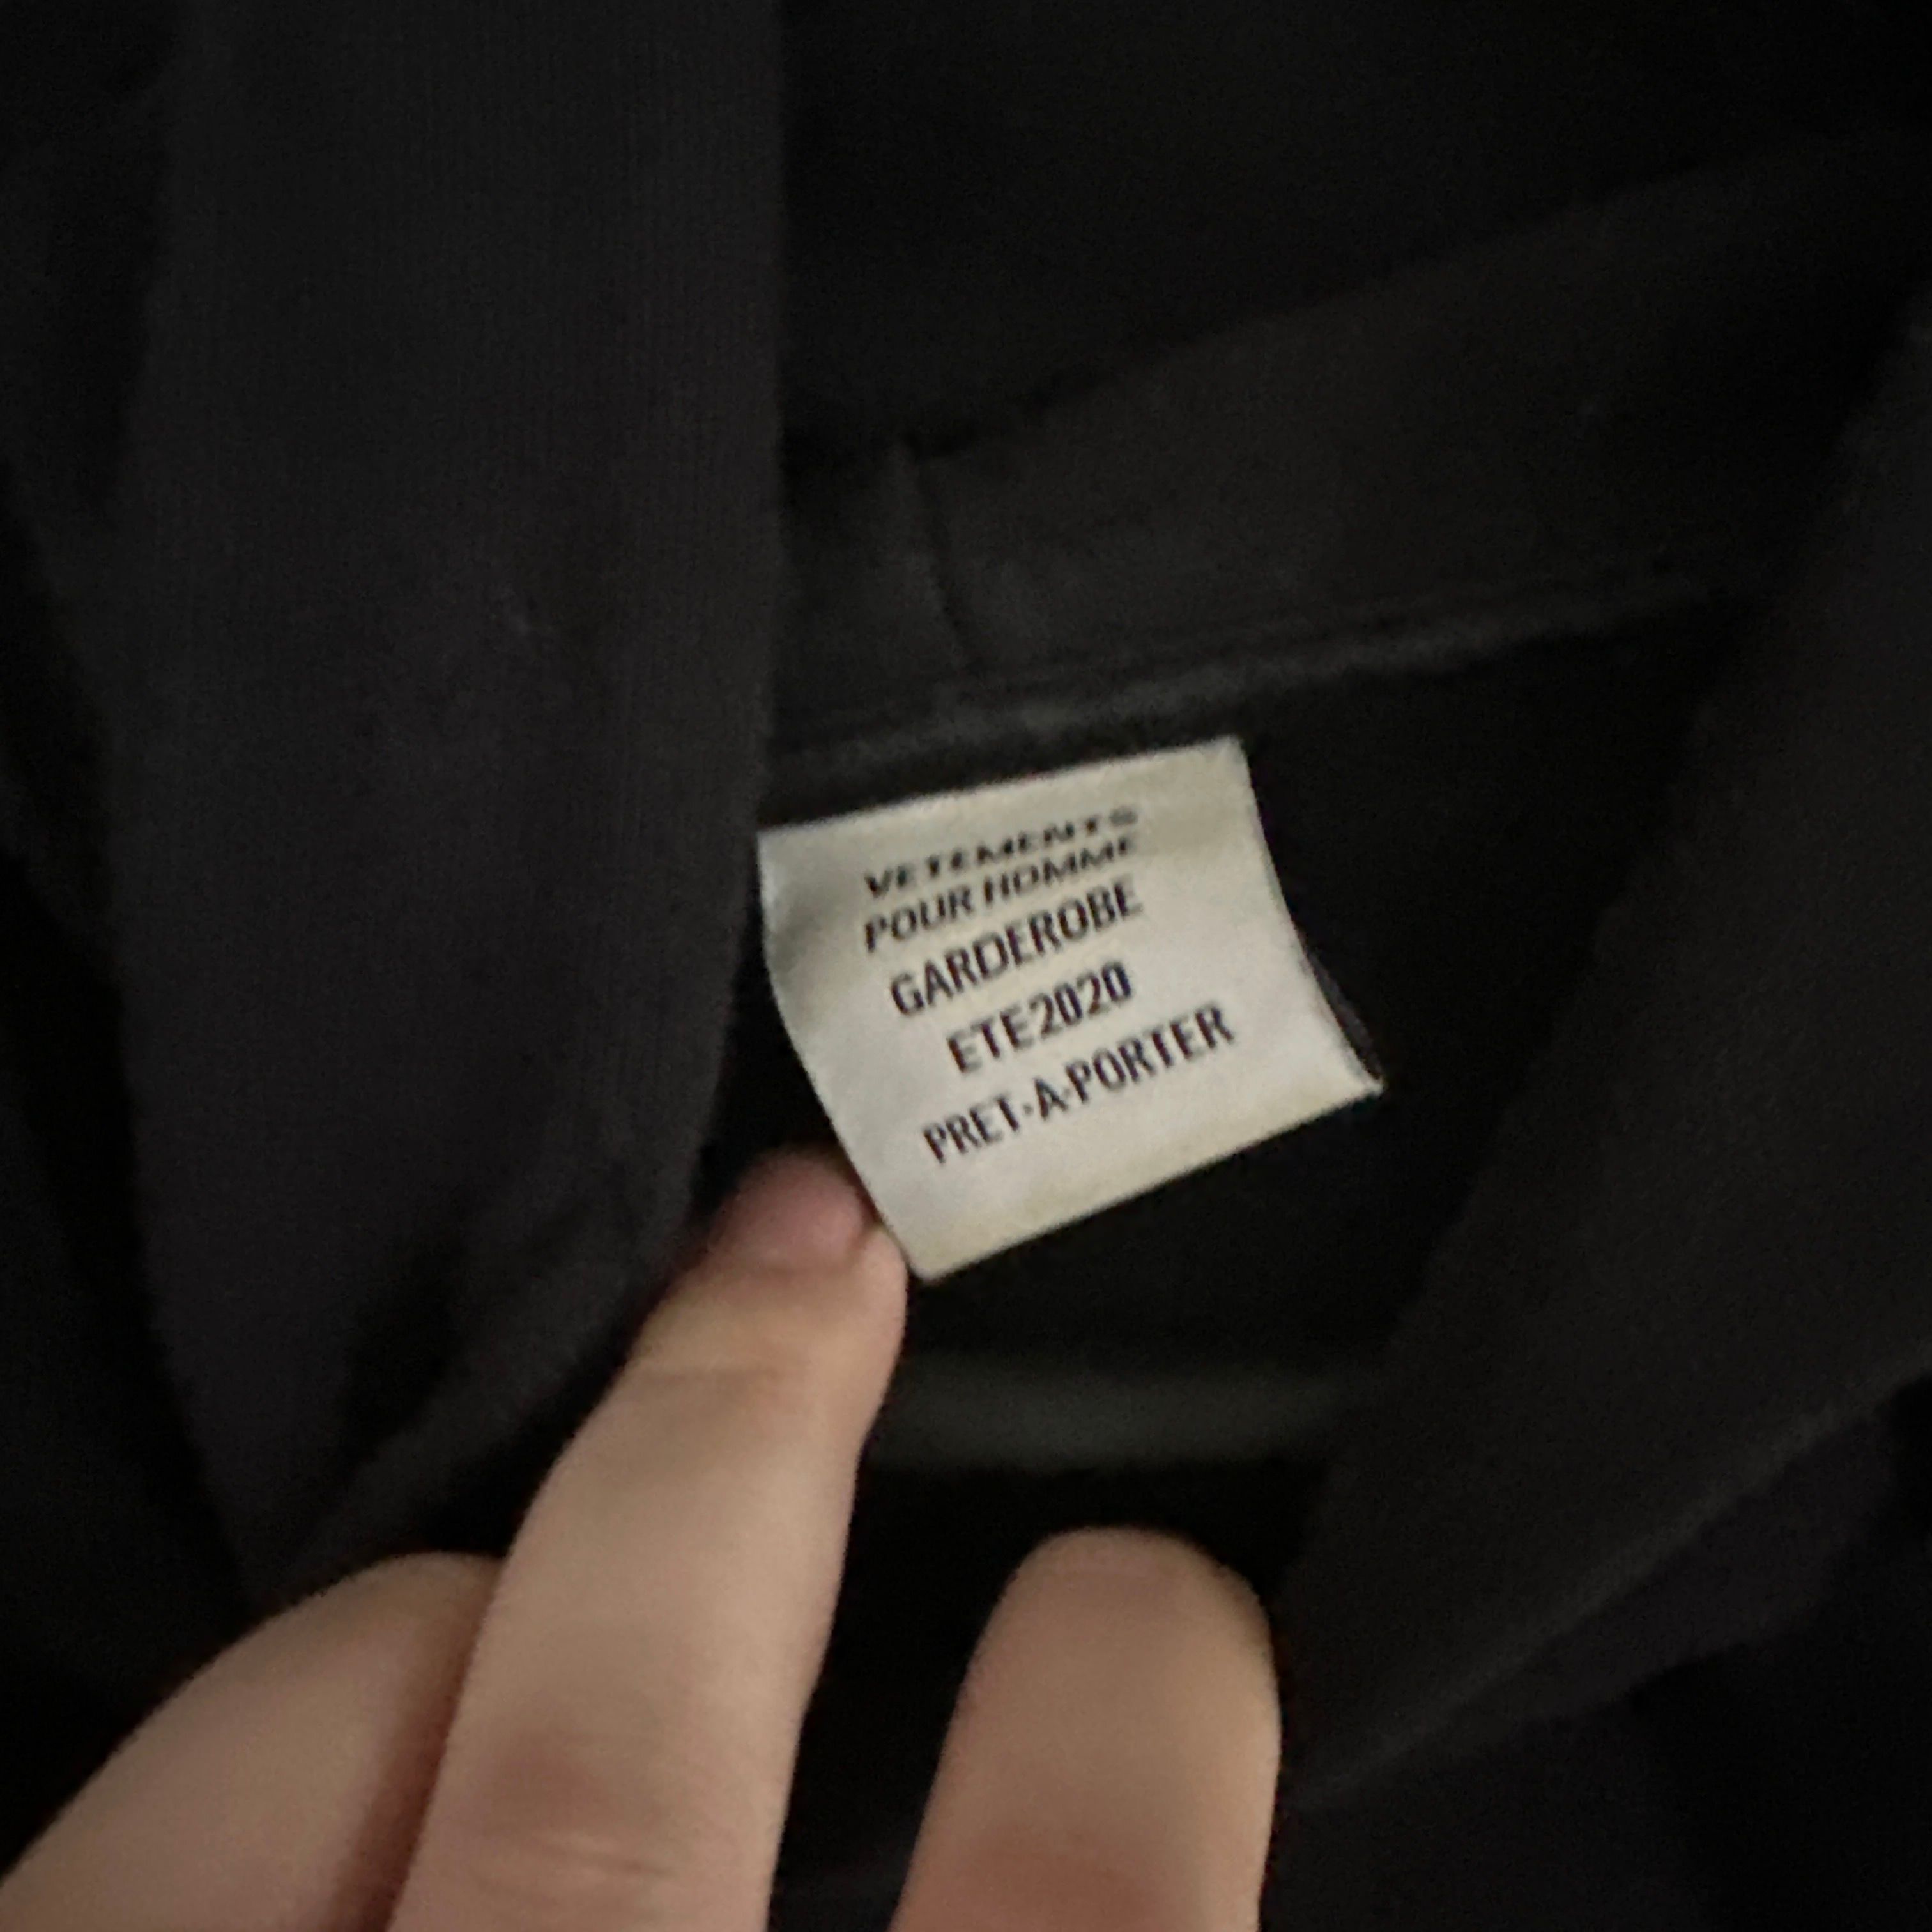 VETEMENTS
POUR HOMME
GARDEROBE
ETE2020
PRET-A-PORTER